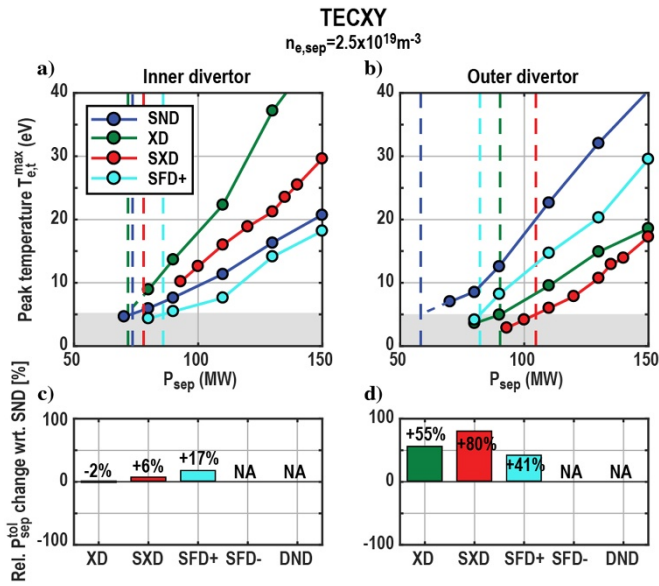 TECXY
n_e,sep=2.5x10^19m^-3
a) Inner divertor
b) Outer divertor
Peak temperature T_e,t^max (eV)
40
30
20
10
0
SND
XD
SXD
SFD+
50 100 150
50 100 150
P_sep (MW)
P_sep (MW)
c)
d)
Rel. P_sep^tol change wrt. SND [%]
100
0
-100
-2%
+6%
+17%
NA
NA
XD SXD SFD+ SFD- DND
100
0
-100
+55%
+80%
+41%
NA
NA
XD SXD SFD+ SFD- DND
40
30
20
10
0